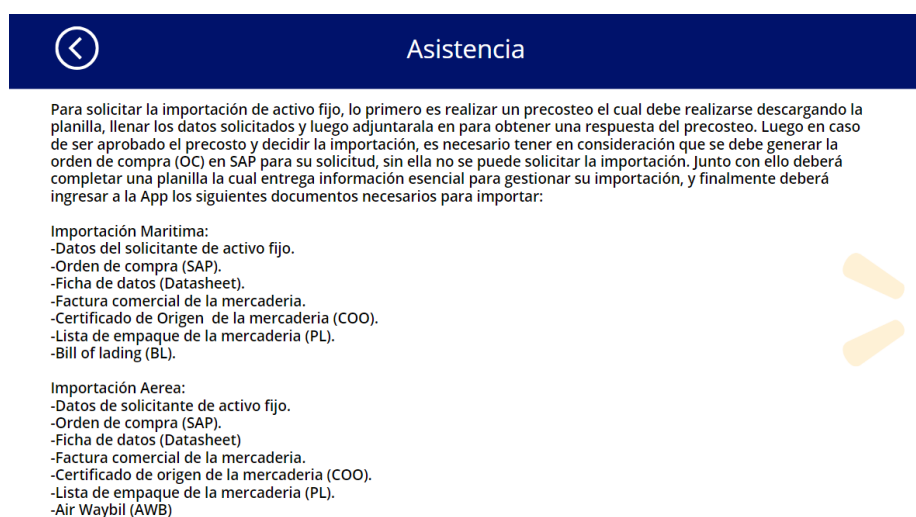 Asistencia
Para solicitar la importación de activo fijo, lo primero es realizar un precosteo el cual debe realizarse descargando la
planilla, llenar los datos solicitados y luego adjuntarala en para obtener una respuesta del precosteo. Luego en caso
de ser aprobado el precosto y decidir la importación, es necesario tener en consideración que se debe generar la
orden de compra (OC) en SAP para su solicitud, sin ella no se puede solicitar la importación. Junto con ello deberá
completar una planilla la cual entrega información esencial para gestionar su importación, y finalmente deberá
ingresar a la App los siguientes documentos necesarios para importar:
Importación Maritima:
-Datos del solicitante de activo fijo.
-Orden de compra (SAP).
-Ficha de datos (Datasheet).
-Factura comercial de la mercaderia.
-Certificado de Origen  de la mercaderia (COO).
-Lista de empaque de la mercaderia (PL).
-Bill of lading (BL).
Importación Aerea:
-Datos de solicitante de activo fijo.
-Orden de compra (SAP).
-Ficha de datos (Datasheet)
-Factura comercial de la mercaderia.
-Certificado de origen de la mercaderia (COO).
-Lista de empaque de la mercaderia (PL).
-Air Waybil (AWB)